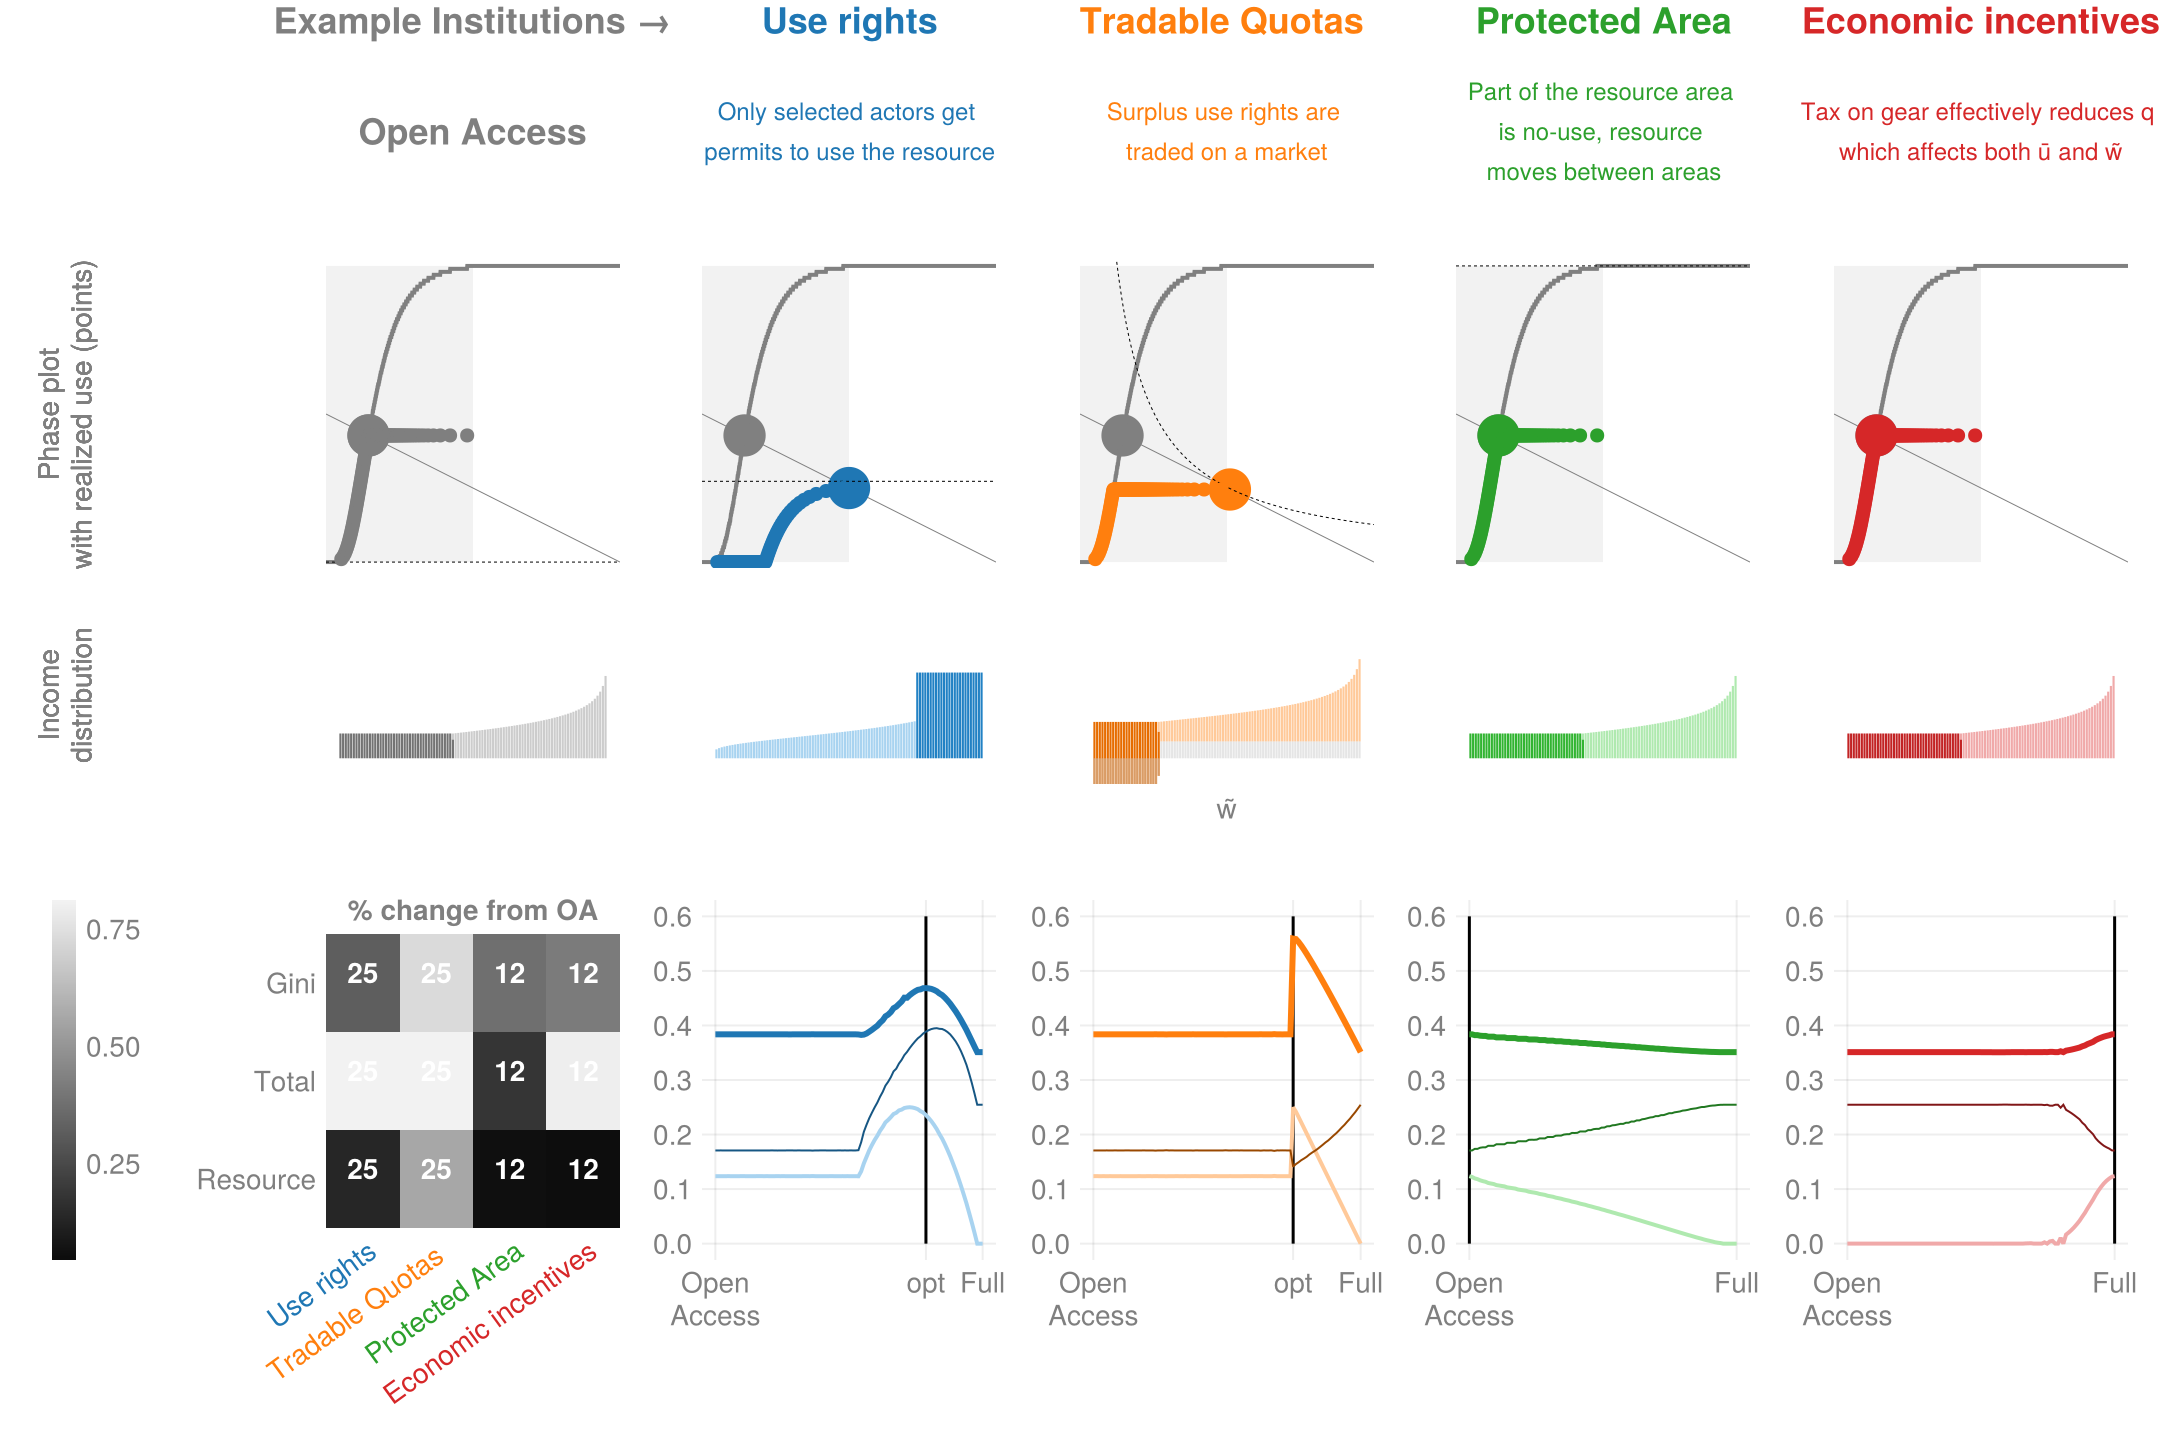 Example Institutions →
Use rights
Tradable Quotas
Protected Area
Economic incentives
Open Access
Only selected actors get
permits to use the resource
Surplus use rights are
traded on a market
Part of the resource area
is no-use, resource
moves between areas
Tax on gear effectively reduces q
which affects both ū and w̃
Phase plot
with realized use (points)
Income
distribution
w̃
0.75
0.50
0.25
% change from OA
Gini
25 25 12 12
Total
25 25 12 12
Resource
25 25 12 12
Use rights
Tradable Quotas
Protected Area
Economic incentives
0.6
0.5
0.4
0.3
0.2
0.1
0.0
Open
Access
opt
Full
0.6
0.5
0.4
0.3
0.2
0.1
0.0
Open
Access
opt
Full
0.6
0.5
0.4
0.3
0.2
0.1
0.0
Open
Access
Full
0.6
0.5
0.4
0.3
0.2
0.1
0.0
Open
Access
Full